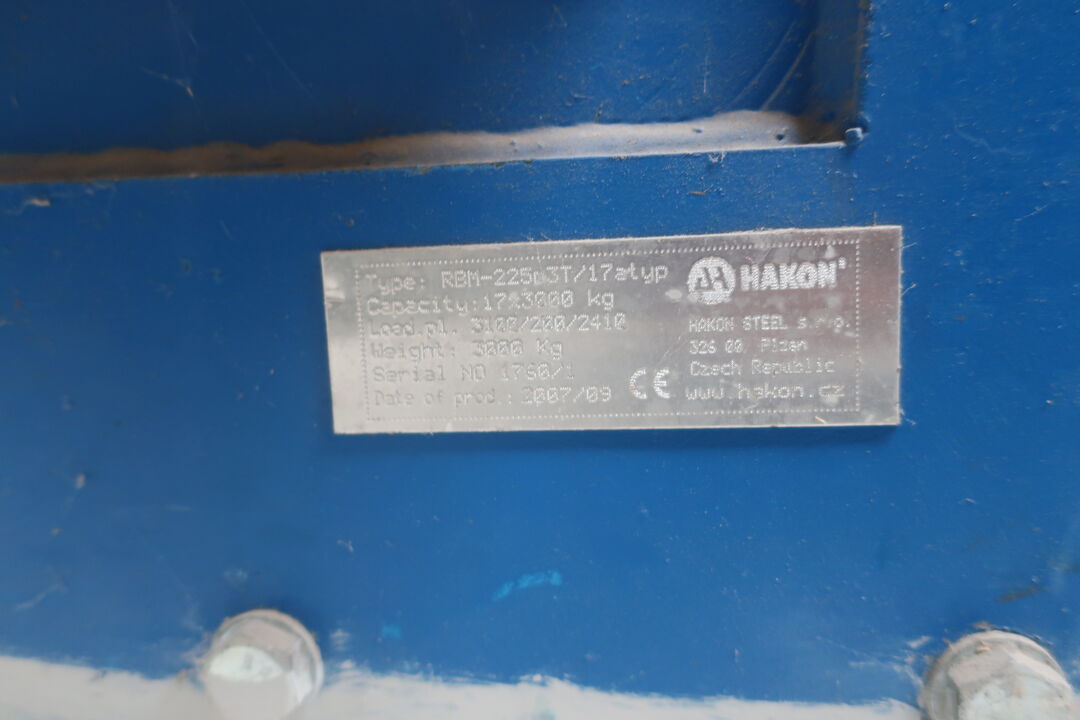 Type: RBM-225p3T/17atyp
Capacity:17x3000 kg
Load.pl. 3100/200/2410
Weight: 3000 Kg
Serial NO 1760/1
Date of prod.: 2007/09
CE
HAKON
HAKON STEEL s.r.o.
326 00 Plzen
Czech Republic
www.hakon.cz